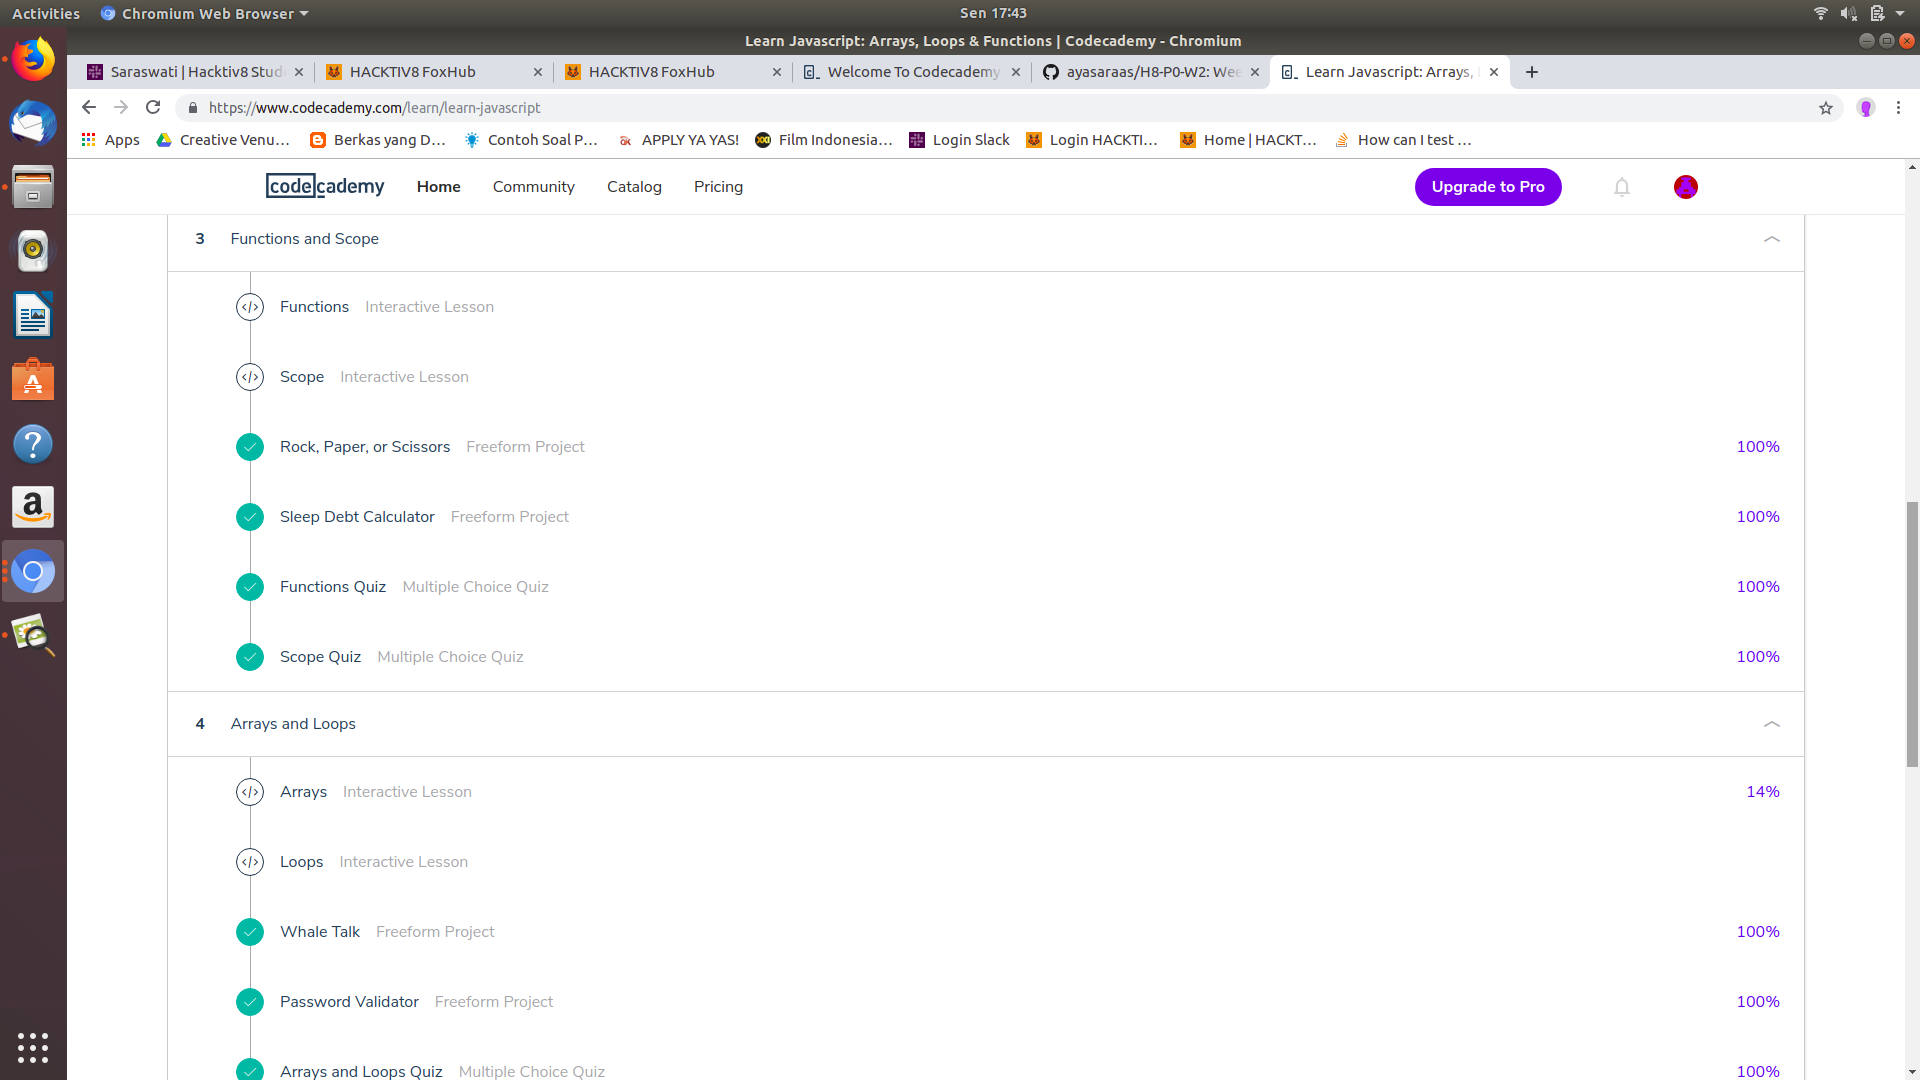 Activities Chromium Web Browser Sen 17:43
Learn Javascript: Arrays, Loops & Functions | Codecademy - Chromium
Saraswati | Hacktiv8 Stud HACKTIV8 FoxHub HACKTIV8 FoxHub Welcome To Codecademy ayasaraas/H8-P0-W2: Wee Learn Javascript: Arrays,
https://www.codecademy.com/learn/learn-javascript
Apps Creative Venu... Berkas yang D... Contoh Soal P... APPLY YA YAS! Film Indonesia... Login Slack Login HACKTI... Home | HACKT... How can I test ...
codecademy Home Community Catalog Pricing Upgrade to Pro
3 Functions and Scope
Functions Interactive Lesson
Scope Interactive Lesson
Rock, Paper, or Scissors Freeform Project 100%
Sleep Debt Calculator Freeform Project 100%
Functions Quiz Multiple Choice Quiz 100%
Scope Quiz Multiple Choice Quiz 100%
4 Arrays and Loops
Arrays Interactive Lesson 14%
Loops Interactive Lesson
Whale Talk Freeform Project 100%
Password Validator Freeform Project 100%
Arrays and Loops Quiz Multiple Choice Quiz 100%